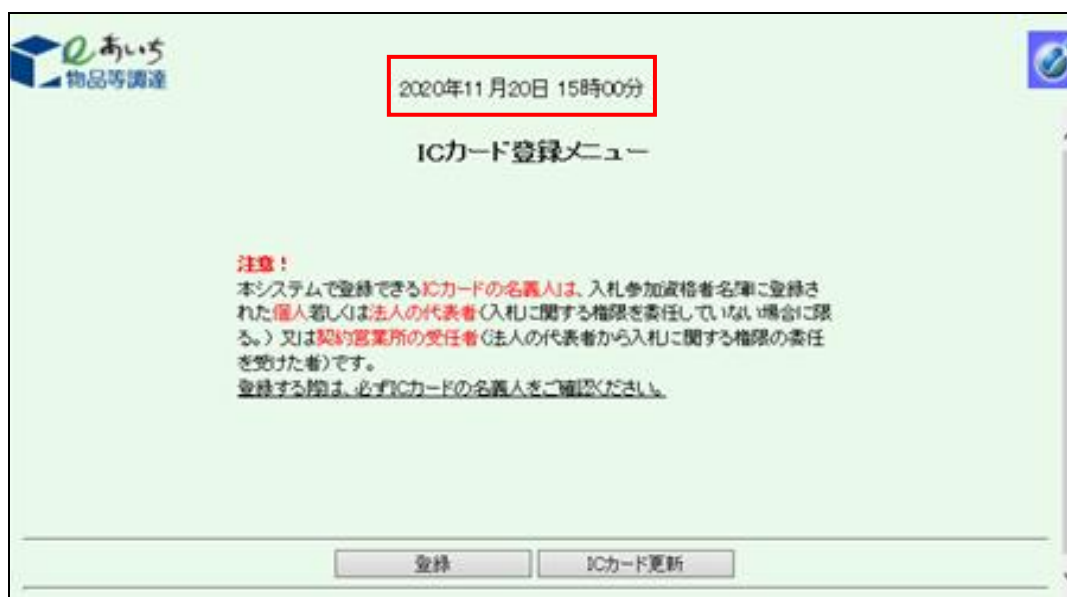 eあいち
物品等調達
2020年11月20日 15時00分
ICカード登録メニュー
注意！
本システムで登録できるICカードの名義人は、入札参加資格者名簿に登録さ
れた個人若しくは法人の代表者（入札に関する権限を委任していない場合に限
る。）又は契約営業所の受任者（法人の代表者から入札に関する権限の委任
を受けた者）です。
登録する際は、必ずICカードの名義人をご確認ください。
登録
ICカード更新